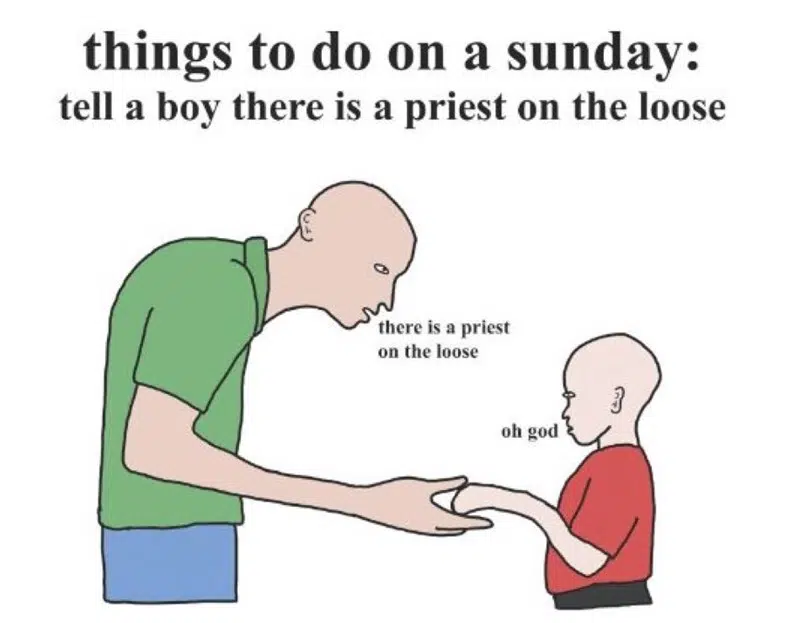 things to do on a sunday:
tell a boy there is a priest on the loose
there is a priest
on the loose
oh god